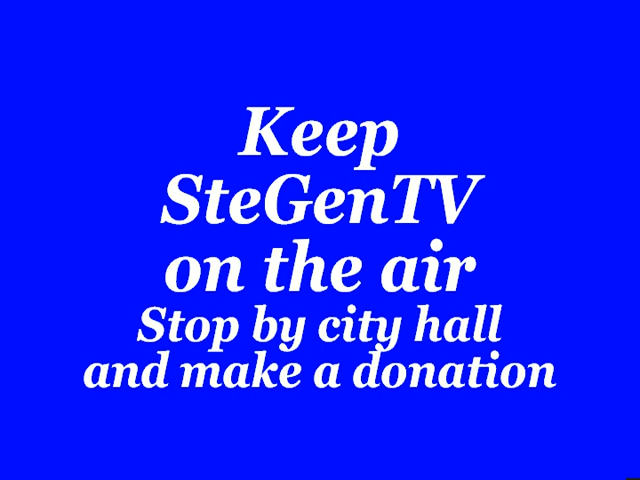 Keep
SteGenTV
on the air
Stop by city hall
and make a donation